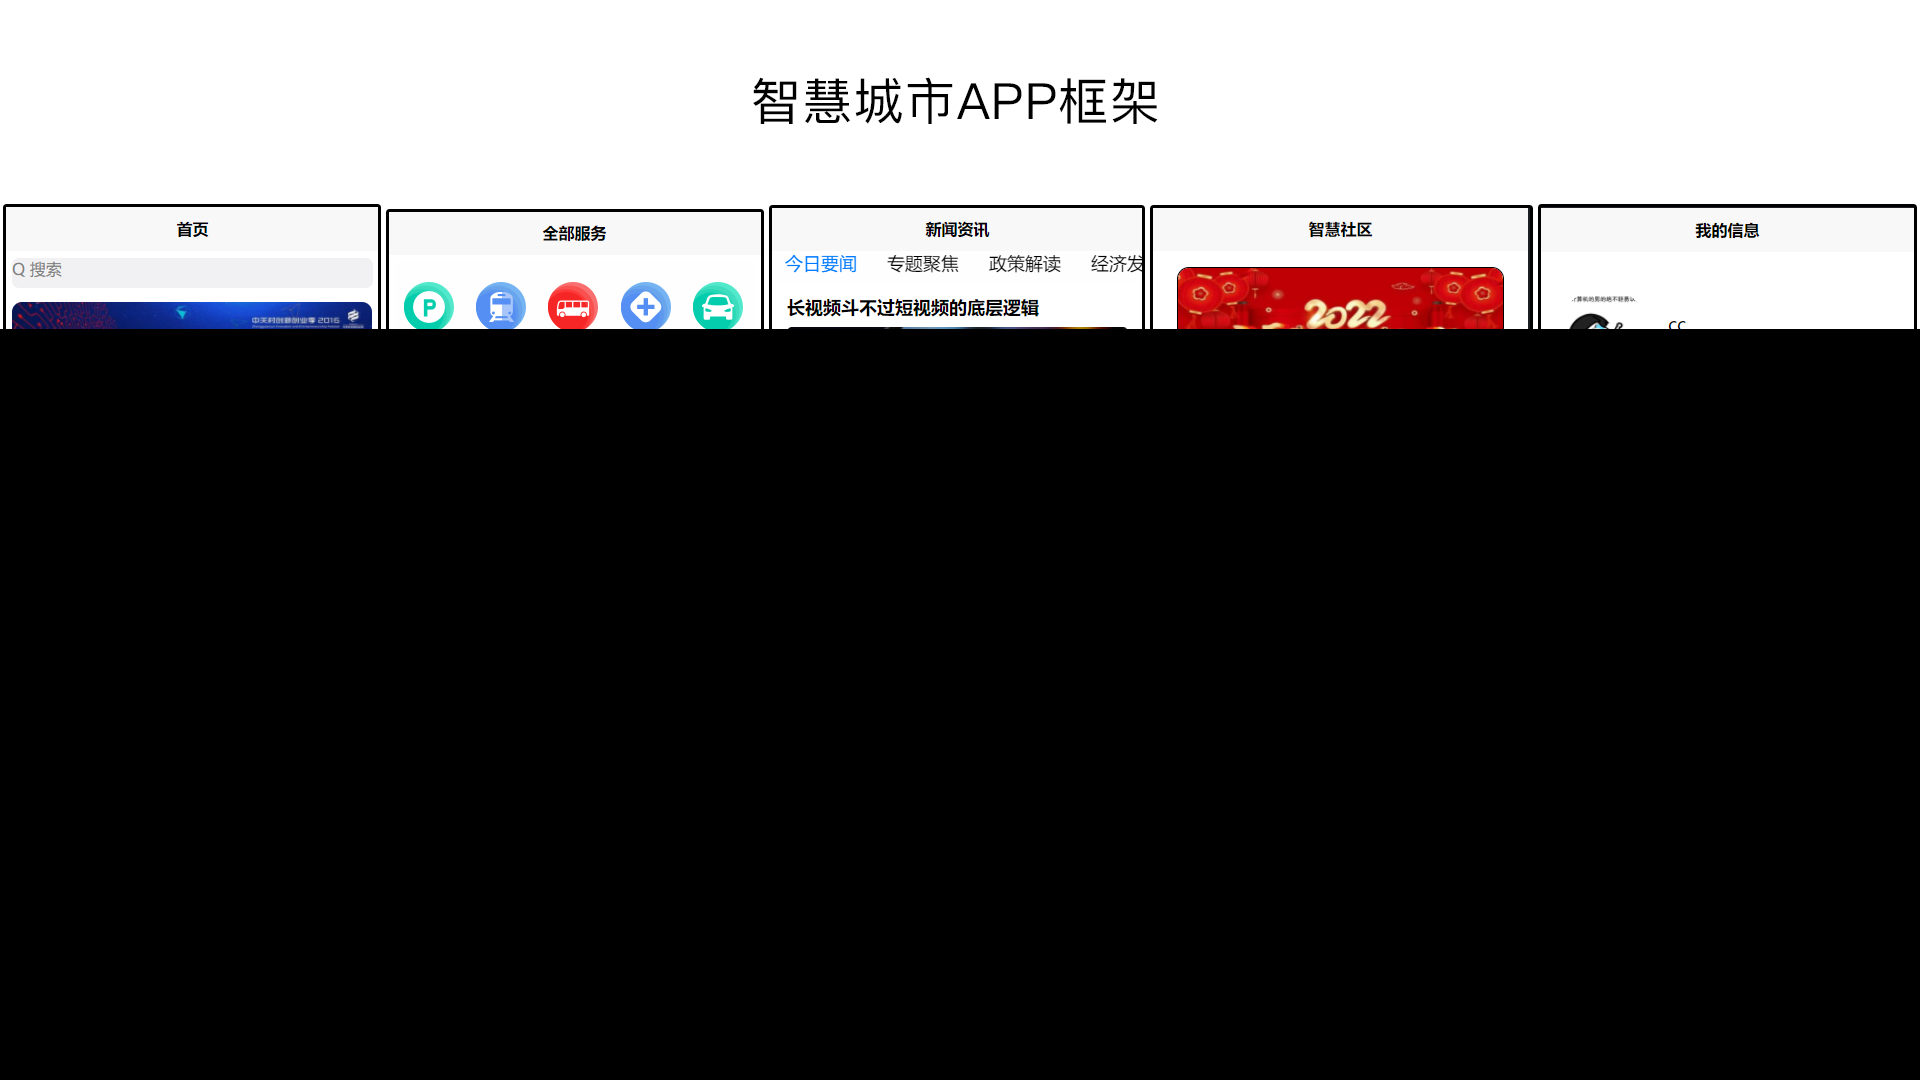 智慧城市APP框架
首页
Q 搜索
中关村创新创业季 2016
全部服务
P
新闻资讯
今日要闻 专题聚焦 政策解读 经济发
长视频斗不过短视频的底层逻辑
智慧社区
2022
我的信息
CC